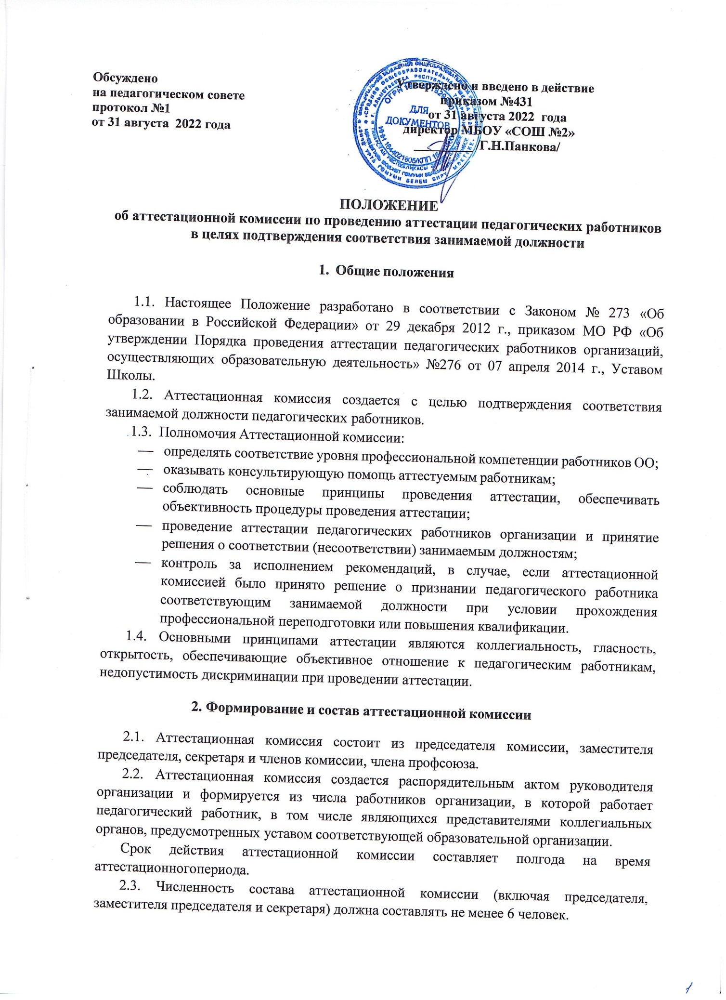 Обсуждено
на педагогическом совете
протокол №1
от 31 августа 2022 года
Утверждено и введено в действие
приказом №431
от 31 августа 2022 года
директор МБОУ «СОШ №2»
/Г.Н.Панкова/
ДЛЯ
ДОКУМЕНТОВ
ПОЛОЖЕНИЕ
об аттестационной комиссии по проведению аттестации педагогических работников
в целях подтверждения соответствия занимаемой должности
1. Общие положения
1.1. Настоящее Положение разработано в соответствии с Законом № 273 «Об
образовании в Российской Федерации» от 29 декабря 2012 г., приказом МО РФ «Об
утверждении Порядка проведения аттестации педагогических работников организаций,
осуществляющих образовательную деятельность» №276 от 07 апреля 2014 г., Уставом
Школы.
1.2. Аттестационная комиссия создается с целью подтверждения соответствия
занимаемой должности педагогических работников.
1.3. Полномочия Аттестационной комиссии:
— определять соответствие уровня профессиональной компетенции работников ОО;
— оказывать консультирующую помощь аттестуемым работникам;
— соблюдать основные принципы проведения аттестации, обеспечивать
объективность процедуры проведения аттестации;
— проведение аттестации педагогических работников организации и принятие
решения о соответствии (несоответствии) занимаемым должностям;
— контроль за исполнением рекомендаций, в случае, если аттестационной
комиссией было принято решение о признании педагогического работника
соответствующим занимаемой должности при условии прохождения
профессиональной переподготовки или повышения квалификации.
1.4. Основными принципами аттестации являются коллегиальность, гласность,
открытость, обеспечивающие объективное отношение к педагогическим работникам,
недопустимость дискриминации при проведении аттестации.
2. Формирование и состав аттестационной комиссии
2.1. Аттестационная комиссия состоит из председателя комиссии, заместителя
председателя, секретаря и членов комиссии, члена профсоюза.
2.2. Аттестационная комиссия создается распорядительным актом руководителя
организации и формируется из числа работников организации, в которой работает
педагогический работник, в том числе являющихся представителями коллегиальных
органов, предусмотренных уставом соответствующей образовательной организации.
Срок действия аттестационной комиссии составляет полгода на время
аттестационногопериода.
2.3. Численность состава аттестационной комиссии (включая председателя,
заместителя председателя и секретаря) должна составлять не менее 6 человек.
1